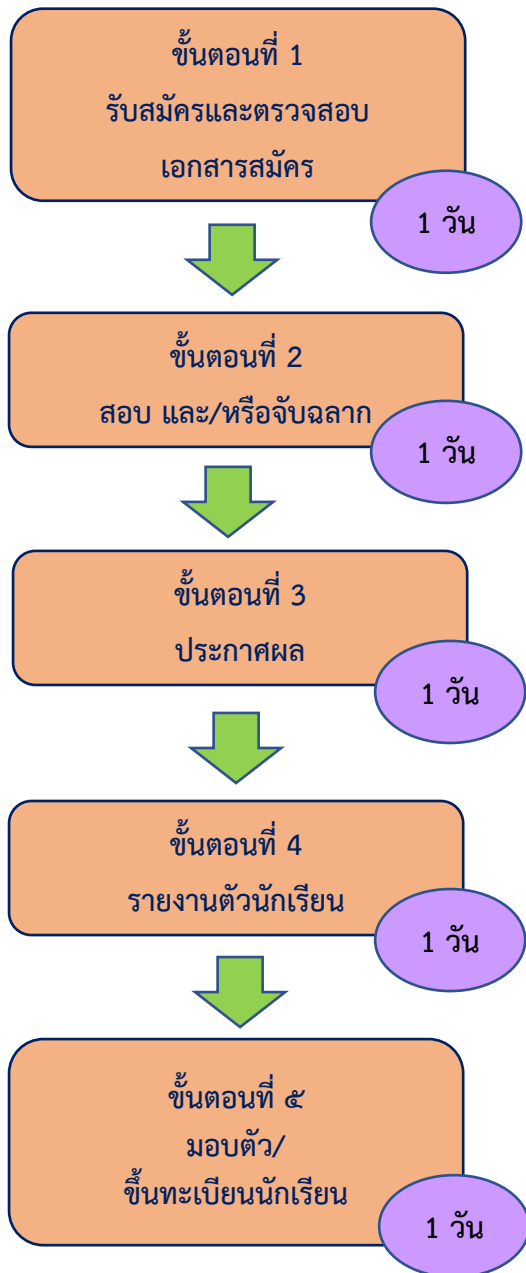 ขั้นตอนที่ 1
รับสมัครและตรวจสอบ
เอกสารสมัคร
1 วัน
ขั้นตอนที่ 2
สอบ และ/หรือจับฉลาก
1 วัน
ขั้นตอนที่ 3
ประกาศผล
1 วัน
ขั้นตอนที่ 4
รายงานตัวนักเรียน
1 วัน
ขั้นตอนที่ ๕
มอบตัว/
ขึ้นทะเบียนนักเรียน
1 วัน